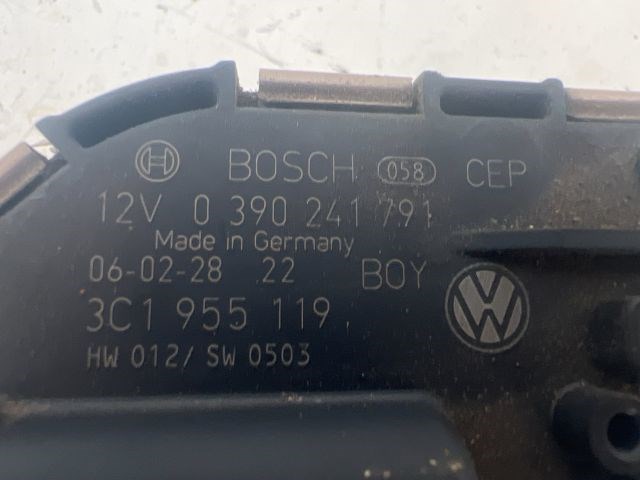 BOSCH 058 CEP
12V 0 390 241 791
Made in Germany
06-02-28 22 BOY
3C1 955 119
HW 012/ SW 0503